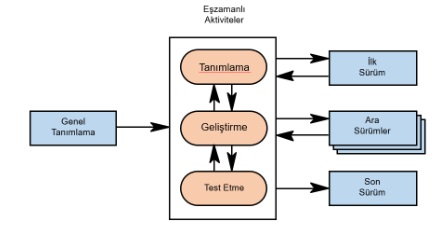 Eşzamanlı
Aktiviteler
Tanımlama
İlk
Sürüm
Genel
Tanımlama
Geliştirme
Ara
Sürümler
Test Etme
Son
Sürüm